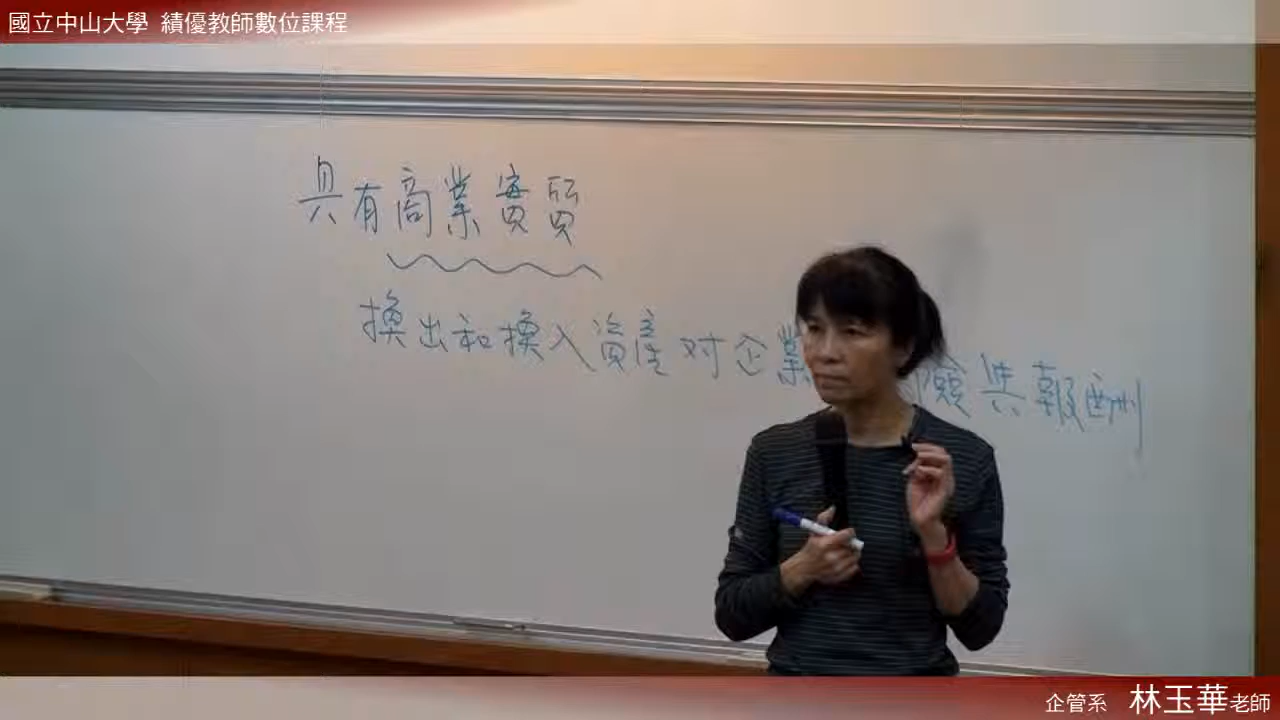 國立中山大學 績優教師數位課程
具有商業實質
換出和換入資產对企業 險與報酬
企管系 林玉華老師